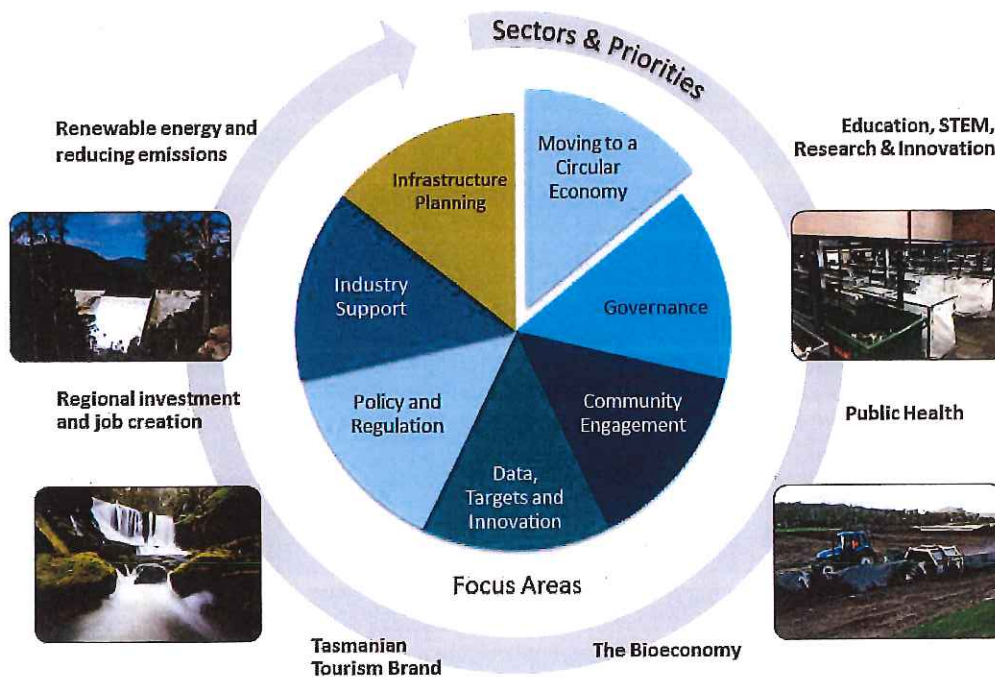 Sectors & Priorities
Renewable energy and
reducing emissions
Education, STEM,
Research & Innovation
Moving to a
Circular
Economy
Infrastructure
Planning
Industry
Support
Governance
Regional investment
and job creation
Policy and
Regulation
Community
Engagement
Public Health
Data,
Targets and
Innovation
Focus Areas
Tasmanian
Tourism Brand
The Bioeconomy